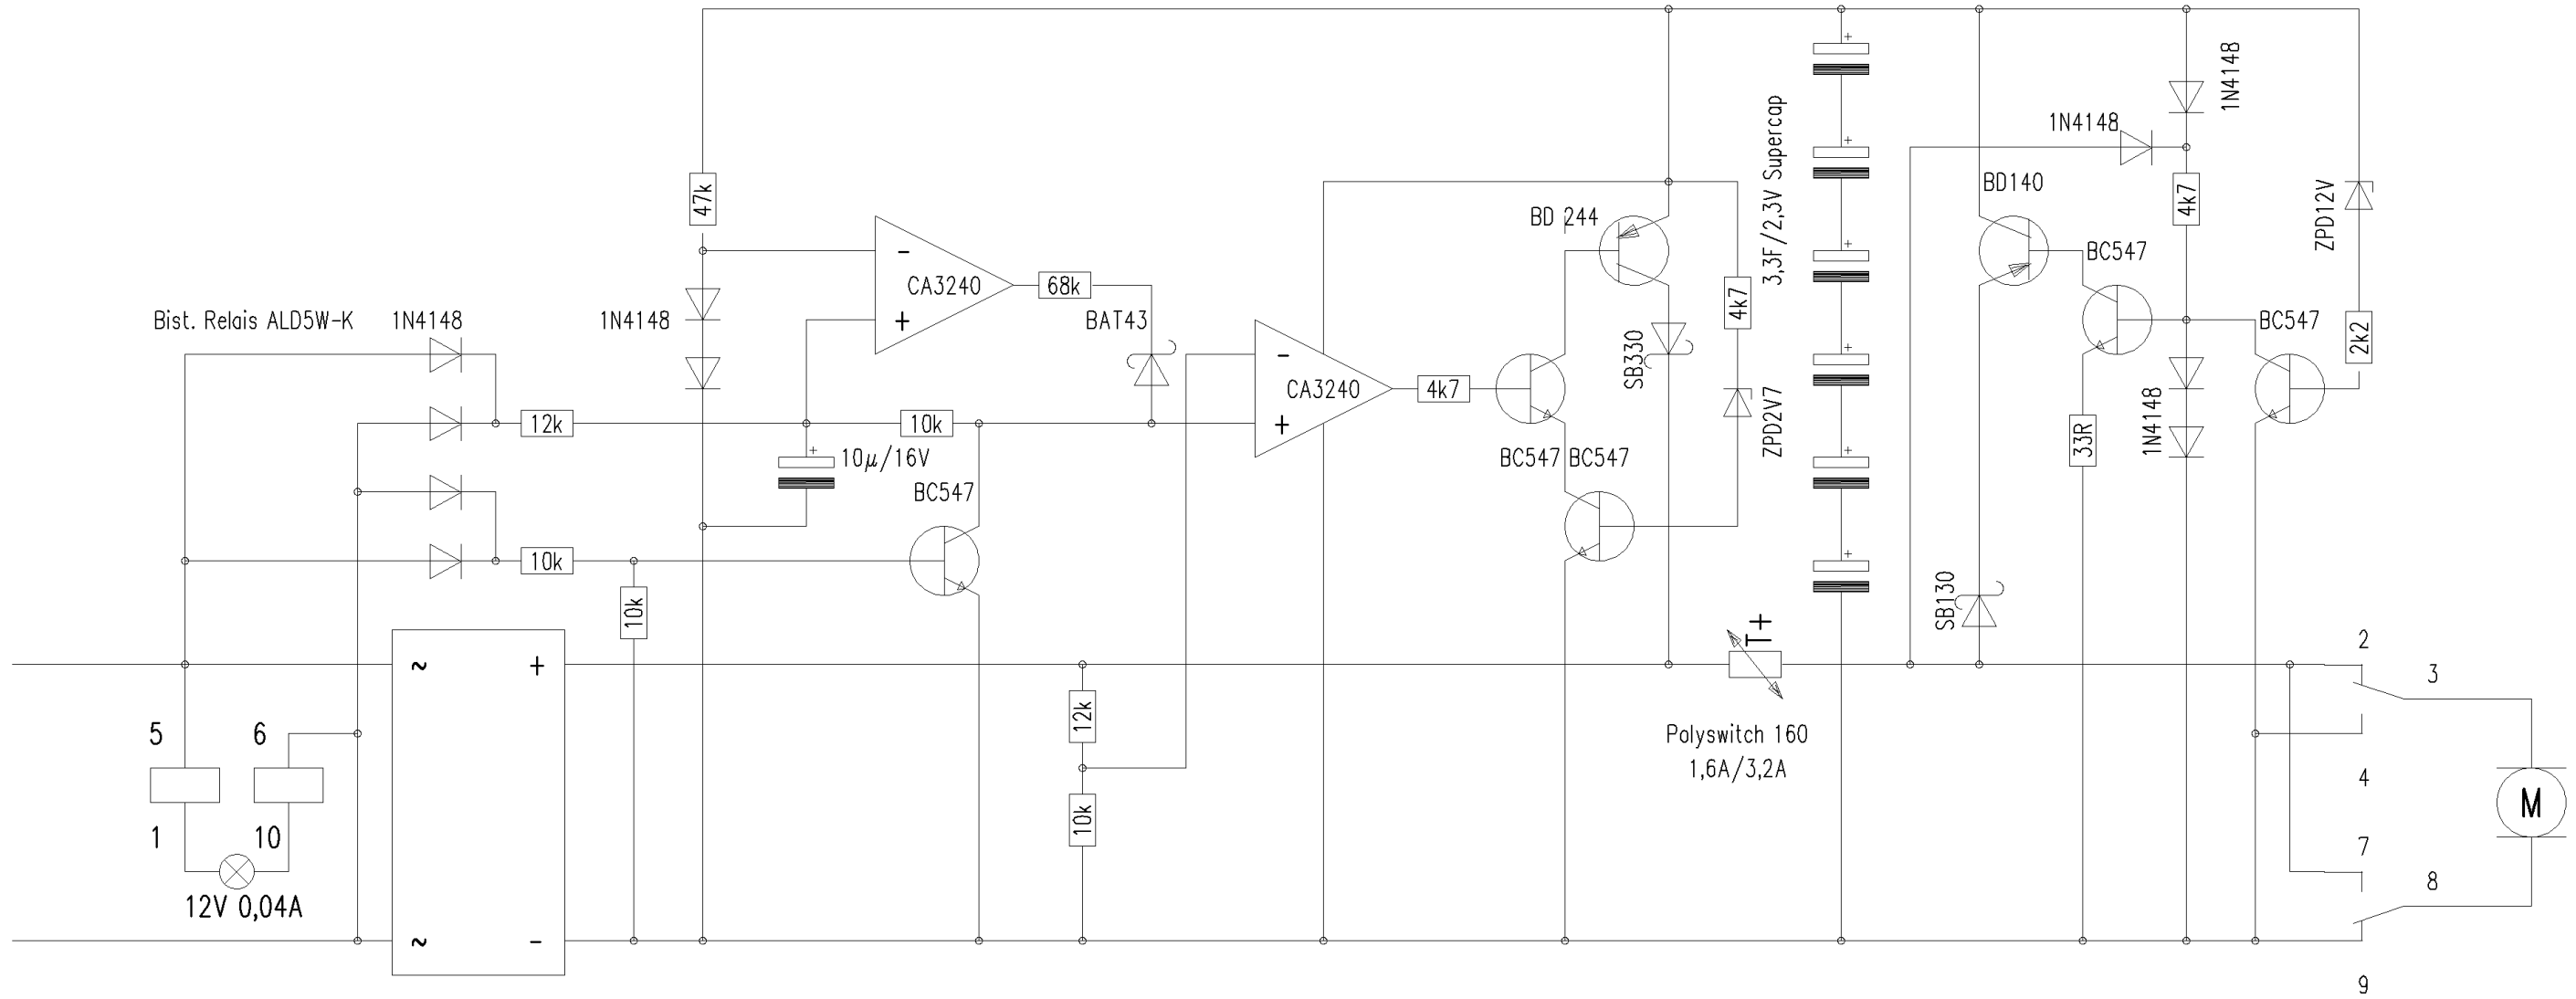 1N4148
1N4148
47k
BD140
4k7
ZPD12V
3,3F/2,3V Supercap
BD 244
BC547
CA3240
68k
4k7
Bist. Relais ALD5W-K
1N4148
1N4148
BAT43
BC547
SB330
2k2
CA3240
4k7
ZPD2V7
1N4148
12k
10k
33R
10µ/16V
BC547
BC547
BC547
10k
10k
SB130
T+
2
~
+
3
12k
Polyswitch 160
1,6A/3,2A
5
6
4
10k
M
1
10
7
8
12V 0,04A
~
-
9
+
+
+
+
+
+
+
-
+
-
+